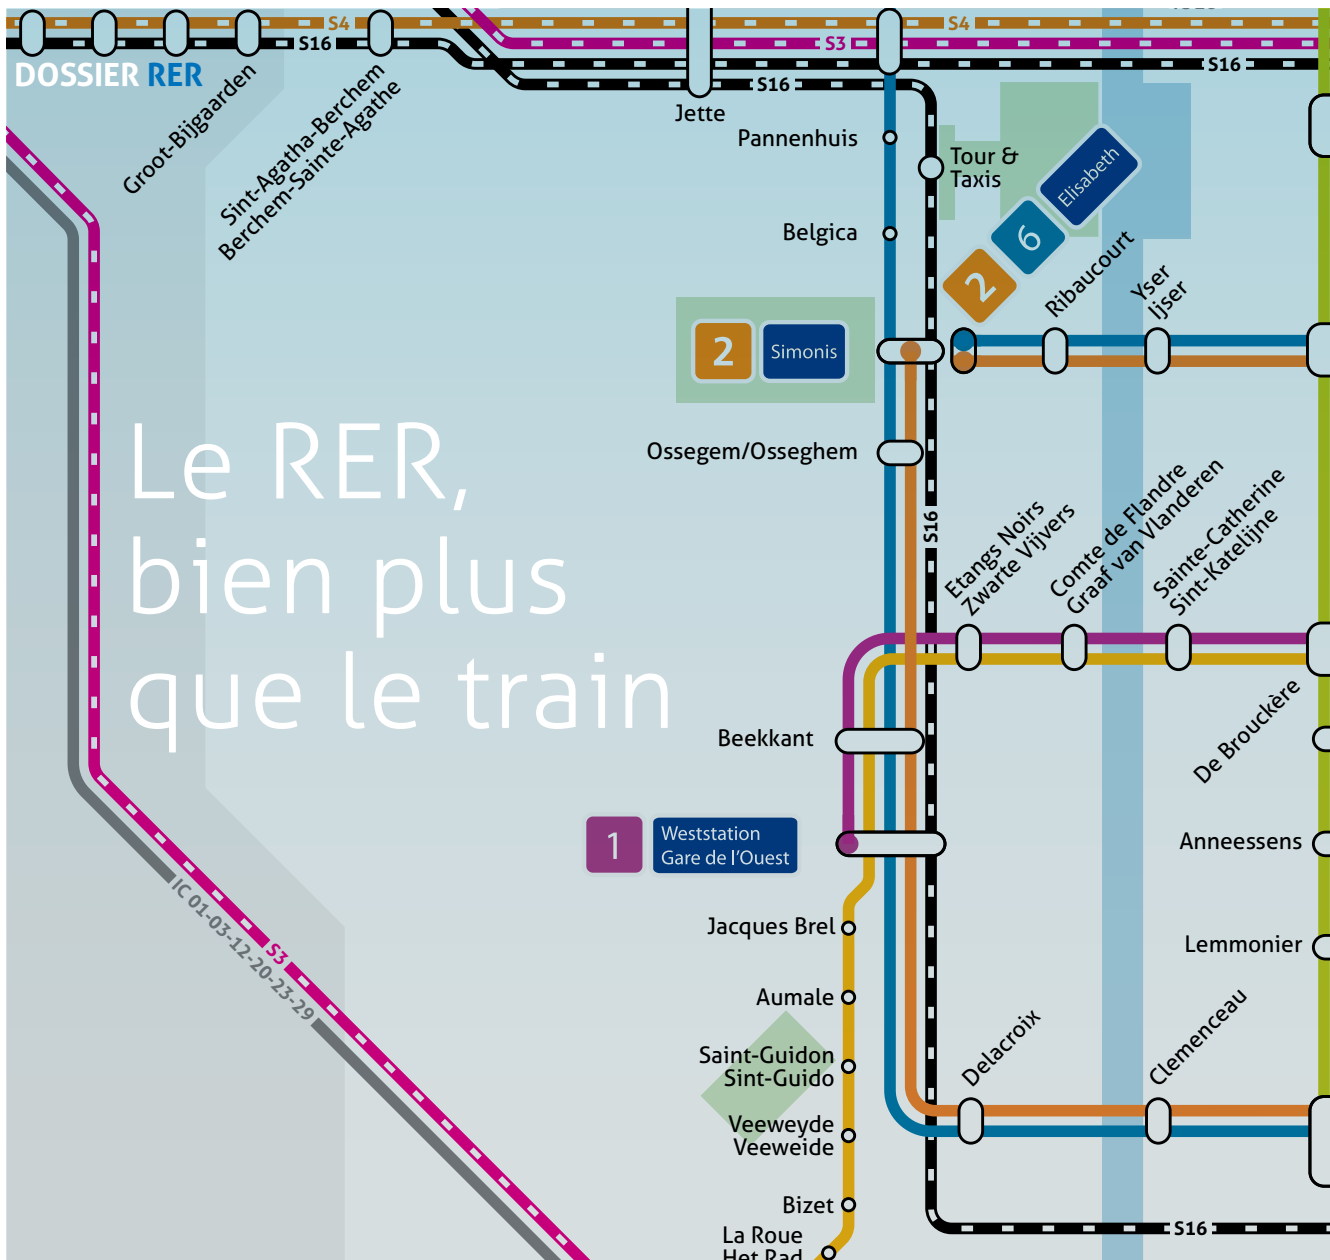 S4
S4
S16
S3
S16
DOSSIER RER
S16
Groot-Bijgaarden
Sint-Agatha-Berchem
Berchem-Sainte-Agathe
Jette
Pannenhuis
Tour &
Taxis
Belgica
2
6
Elisabeth
Ribaucourt
Yser
Ijser
2
Simonis
Le RER,
bien plus
que le train
Ossegem/Osseghem
S16
Etangs Noirs
Zwarte Vijvers
Comte de Flandre
Graaf van Vlanderen
Sainte-Catherine
Sint-Katelijne
Beekkant
De Brouckère
1
Weststation
Gare de l'Ouest
Anneessens
IC 01-03-12-20-23-29
S3
Jacques Brel
Lemmonier
Aumale
Saint-Guidon
Sint-Guido
Delacroix
Clemenceau
Veeweyde
Veeweide
Bizet
La Roue
Het Rad
S16